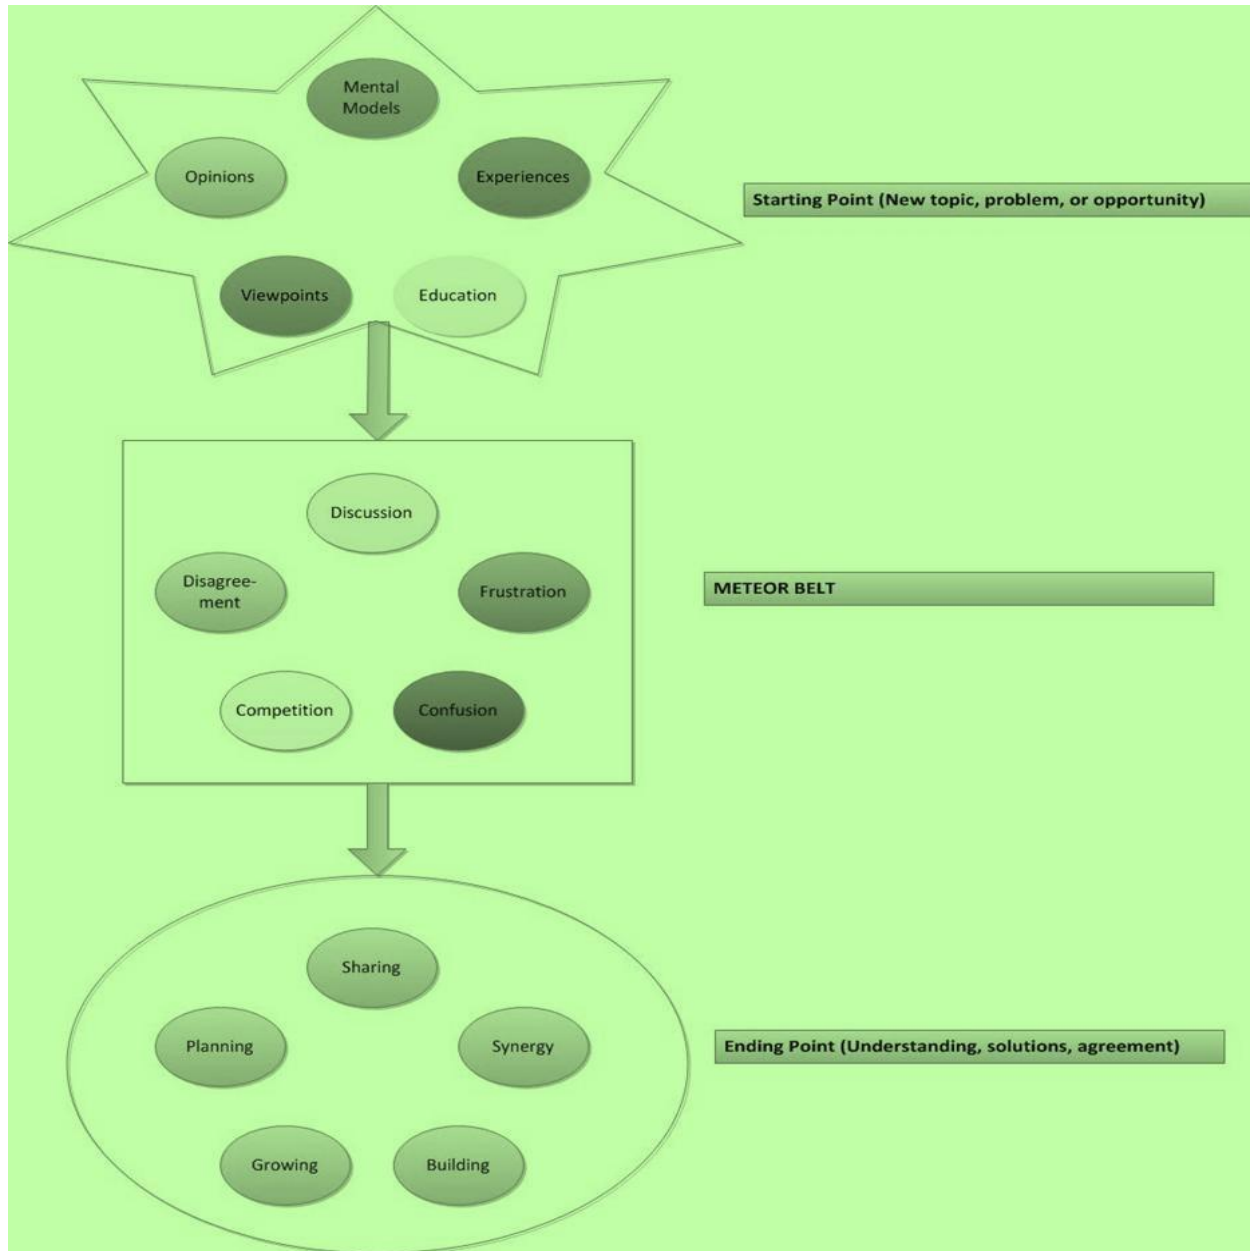 Mental
Models
Opinions
Experiences
Starting Point (New topic, problem, or opportunity)
Viewpoints
Education
Discussion
Disagree-
ment
Frustration
METEOR BELT
Competition
Confusion
Sharing
Planning
Synergy
Ending Point (Understanding, solutions, agreement)
Growing
Building